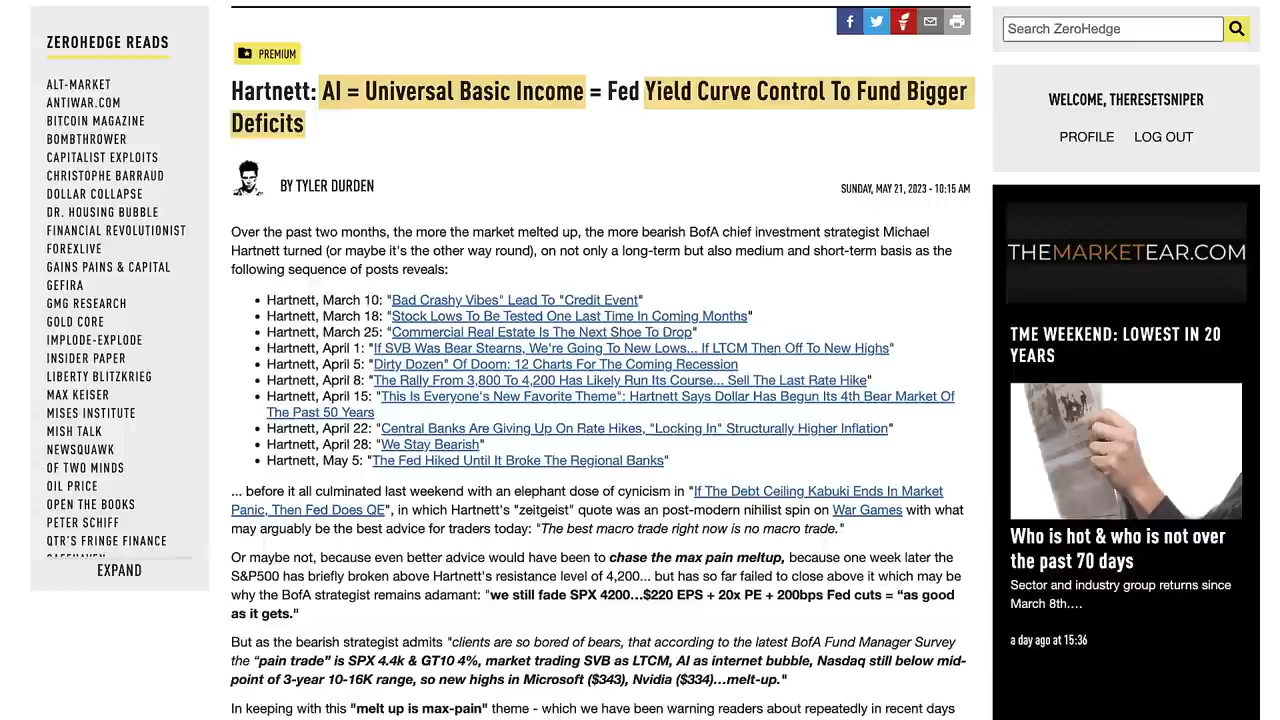 ZEROHEDGE READS
ALT-MARKET
ANTIWAR.COM
BITCOIN MAGAZINE
BOMBTHROWER
CAPITALIST EXPLOITS
CHRISTOPHE BARRAUD
DOLLAR COLLAPSE
DR. HOUSING BUBBLE
FINANCIAL REVOLUTIONIST
FOREXLIVE
GAINS PAINS & CAPITAL
GEFIRA
GMG RESEARCH
GOLD CORE
IMPLODE-EXPLODE
INSIDER PAPER
LIBERTY BLITZKRIEG
MAX KEISER
MISES INSTITUTE
MISH TALK
NEWSQUAWK
OF TWO MINDS
OIL PRICE
OPEN THE BOOKS
PETER SCHIFF
QTR'S FRINGE FINANCE
EXPAND
PREMIUM
Hartnett: AI = Universal Basic Income = Fed Yield Curve Control To Fund Bigger
Deficits
BY TYLER DURDEN
SUNDAY, MAY 21, 2023 - 10:15 AM
Over the past two months, the more the market melted up, the more bearish BofA chief investment strategist Michael
Hartnett turned (or maybe it's the other way round), on not only a long-term but also medium and short-term basis as the
following sequence of posts reveals:
• Hartnett, March 10: "Bad Crashy Vibes" Lead To "Credit Event"
• Hartnett, March 18: "Stock Lows To Be Tested One Last Time In Coming Months"
• Hartnett, March 25: "Commercial Real Estate Is The Next Shoe To Drop"
• Hartnett, April 1: "If SVB Was Bear Stearns, We're Going To New Lows... If LTCM Then Off To New Highs"
• Hartnett, April 5: "Dirty Dozen" Of Doom: 12 Charts For The Coming Recession
• Hartnett, April 8: "The Rally From 3,800 To 4,200 Has Likely Run Its Course... Sell The Last Rate Hike"
• Hartnett, April 15: "This Is Everyone's New Favorite Theme": Hartnett Says Dollar Has Begun Its 4th Bear Market Of
The Past 50 Years
• Hartnett, April 22: "Central Banks Are Giving Up On Rate Hikes, "Locking In" Structurally Higher Inflation"
• Hartnett, April 28: "We Stay Bearish"
• Hartnett, May 5: "The Fed Hiked Until It Broke The Regional Banks"
... before it all culminated last weekend with an elephant dose of cynicism in "If The Debt Ceiling Kabuki Ends In Market
Panic, Then Fed Does QE", in which Hartnett's "zeitgeist" quote was an post-modern nihilist spin on War Games with what
may arguably be the best advice for traders today: "The best macro trade right now is no macro trade."
Or maybe not, because even better advice would have been to chase the max pain meltup, because one week later the
S&P500 has briefly broken above Hartnett's resistance level of 4,200... but has so far failed to close above it which may be
why the BofA strategist remains adamant: "we still fade SPX 4200…$220 EPS + 20x PE + 200bps Fed cuts = “as good
as it gets."
But as the bearish strategist admits "clients are so bored of bears, that according to the latest BofA Fund Manager Survey
the “pain trade” is SPX 4.4k & GT10 4%, market trading SVB as LTCM, AI as internet bubble, Nasdaq still below mid-
point of 3-year 10-16K range, so new highs in Microsoft ($343), Nvidia ($334)…melt-up."
In keeping with this "melt up is max-pain" theme - which we have been warning readers about repeatedly in recent days
Search ZeroHedge
WELCOME, THERESETSNIPER
PROFILE LOG OUT
THEMARKETEAR.COM
TME WEEKEND: LOWEST IN 20
YEARS
Who is hot & who is not over
the past 70 days
Sector and industry group returns since
March 8th....
a day ago at 15:36